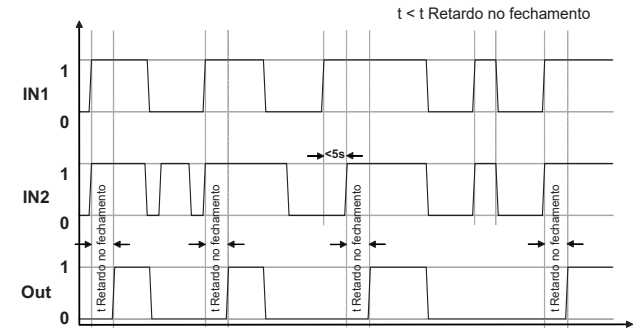 t < t Retardo no fechamento
1
IN1
0
<5s
1
IN2
0
t Retardo no fechamento
t Retardo no fechamento
t Retardo no fechamento
t Retardo no fechamento
1
Out
0